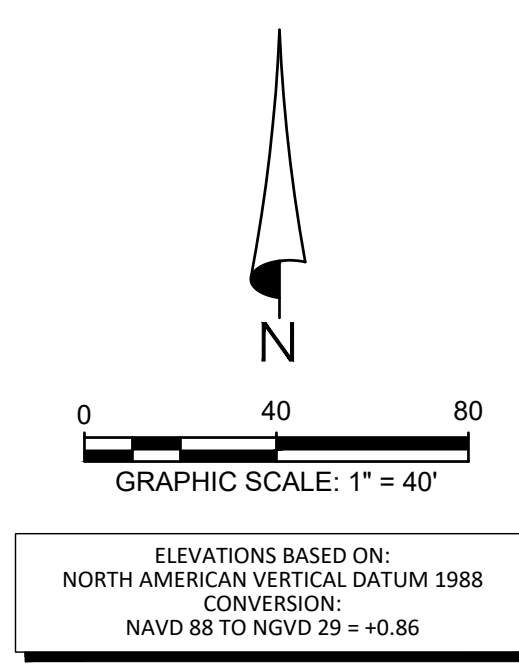 N
0 40 80
GRAPHIC SCALE: 1" = 40'
ELEVATIONS BASED ON:
NORTH AMERICAN VERTICAL DATUM 1988
CONVERSION:
NAVD 88 TO NGVD 29 = +0.86